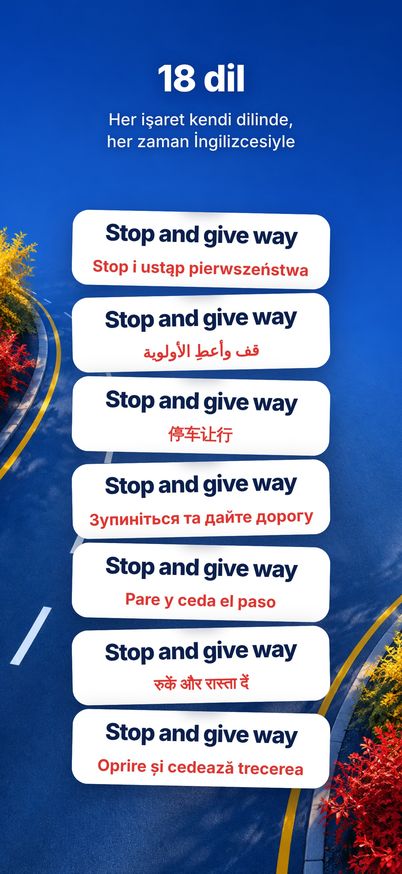 18 dil
Her işaret kendi dilinde,
her zaman İngilizcesiyle
Stop and give way
Stop i ustąp pierwszeństwa
Stop and give way
قف وأعطِ الأولوية
Stop and give way
停车让行
Stop and give way
Зупиніться та дайте дорогу
Stop and give way
Pare y ceda el paso
Stop and give way
रुकें और रास्ता दें
Stop and give way
Oprire și cedează trecerea